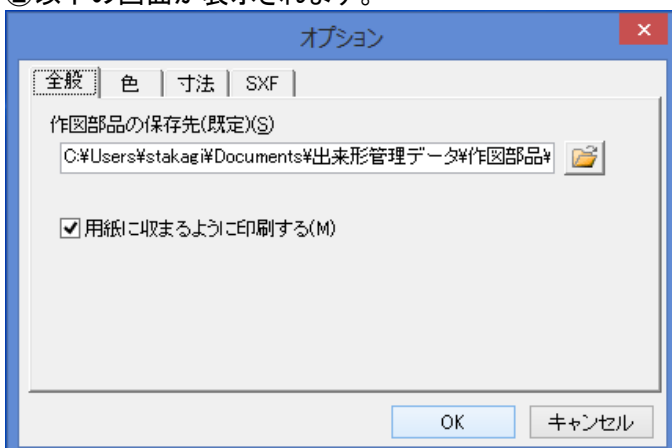 ②以下の画面が表示されます。
オプション
全般 色 寸法 SXF
作図部品の保存先(既定)(S)
C:¥Users¥stakagi¥Documents¥出来形管理データ¥作図部品¥
用紙に収まるように印刷する(M)
OK キャンセル